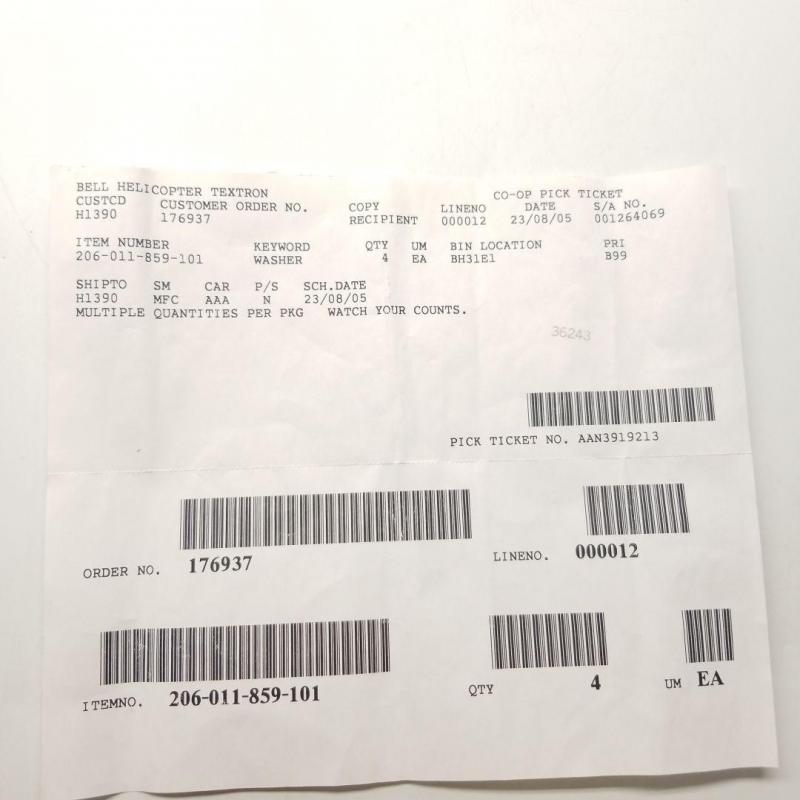 BELL HELICOPTER TEXTRON CO-OP PICK TICKET
CUSTCD CUSTOMER ORDER NO. COPY LINENO DATE S/A NO.
H1390 176937 RECIPIENT 000012 23/08/05 001264069
ITEM NUMBER KEYWORD QTY UM BIN LOCATION PRI
206-011-859-101 WASHER 4 EA BH31E1 B99
SHIPTO SM CAR P/S SCH.DATE
H1390 MFC AAA N 23/08/05
MULTIPLE QUANTITIES PER PKG WATCH YOUR COUNTS.
36243
PICK TICKET NO. AAN3919213
ORDER NO. 176937 LINENO. 000012
ITEMNO. 206-011-859-101 QTY 4 UM EA